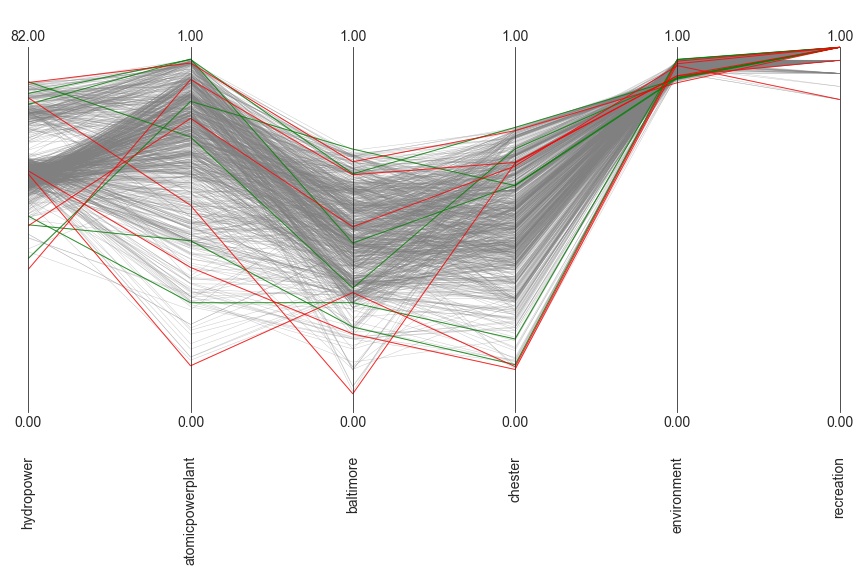 82.00 1.00 1.00 1.00 1.00 1.00
0.00 0.00 0.00 0.00 0.00 0.00
hydropower
atomicpowerplant
baltimore
chester
environment
recreation